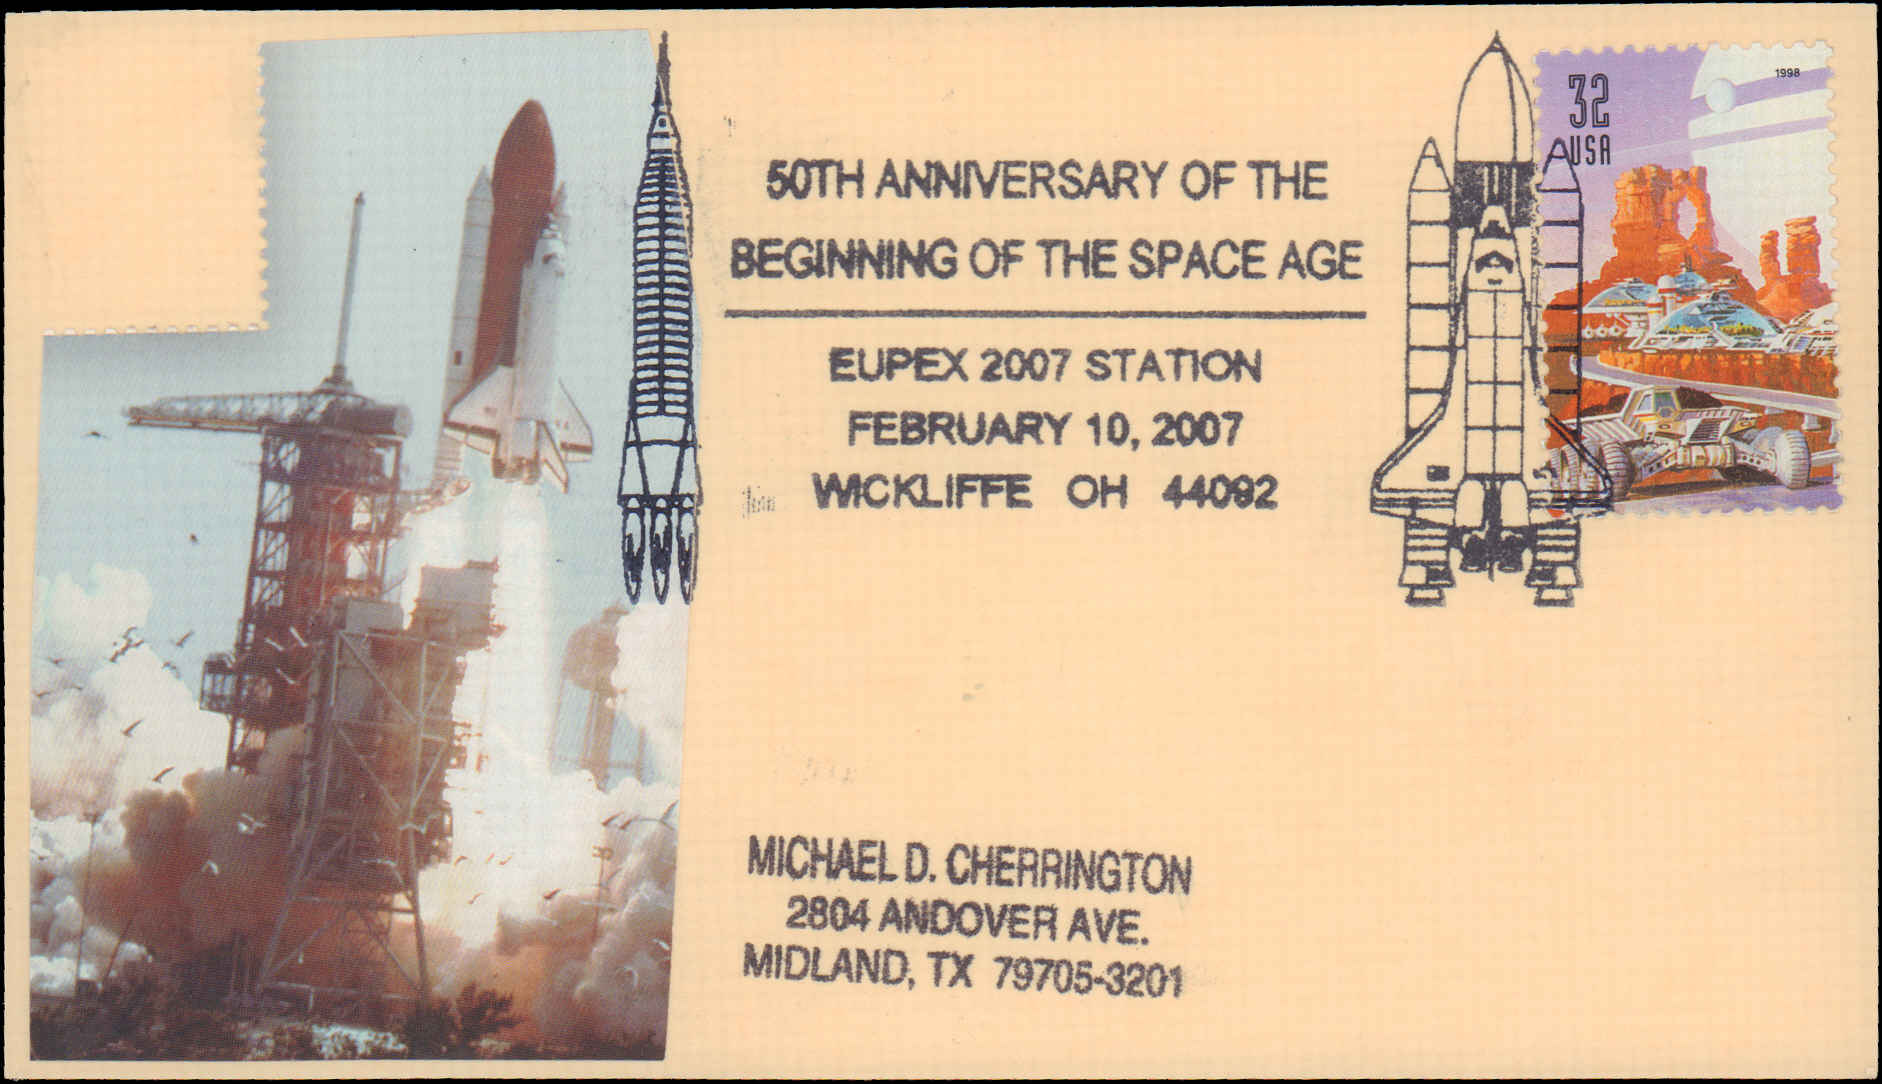 50TH ANNIVERSARY OF THE
BEGINNING OF THE SPACE AGE
EUPEX 2007 STATION
FEBRUARY 10, 2007
WICKLIFFE OH 44092
32
USA
1998
MICHAEL D. CHERRINGTON
2804 ANDOVER AVE.
MIDLAND, TX 79705-3201